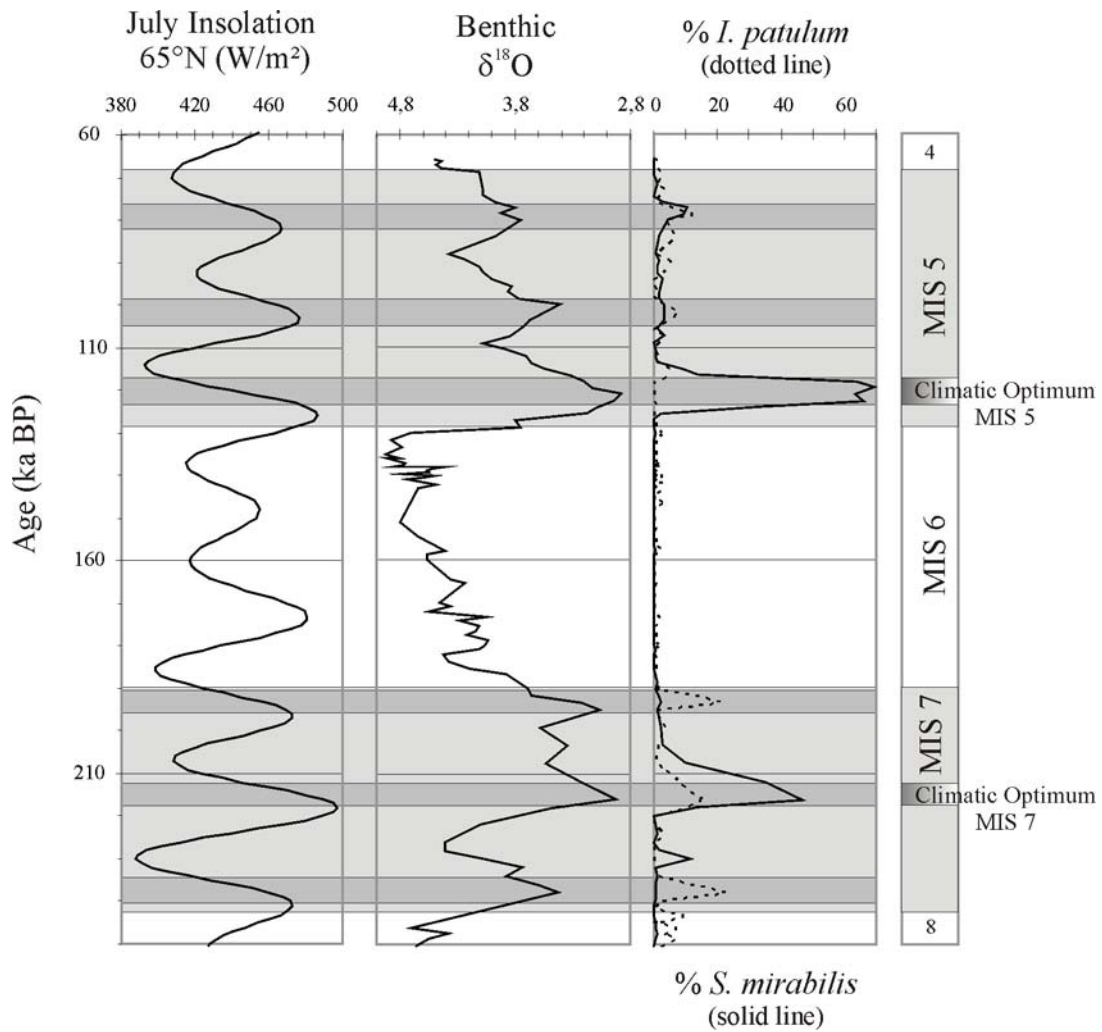 July Insolation
65°N (W/m²)
Benthic
δ¹⁸O
% I. patulum
(dotted line)
380 420 460 500
4,8 3,8 2,8
0 20 40 60
60
110
160
210
Age (ka BP)
4
MIS 5
Climatic Optimum
MIS 5
MIS 6
MIS 7
Climatic Optimum
MIS 7
8
% S. mirabilis
(solid line)